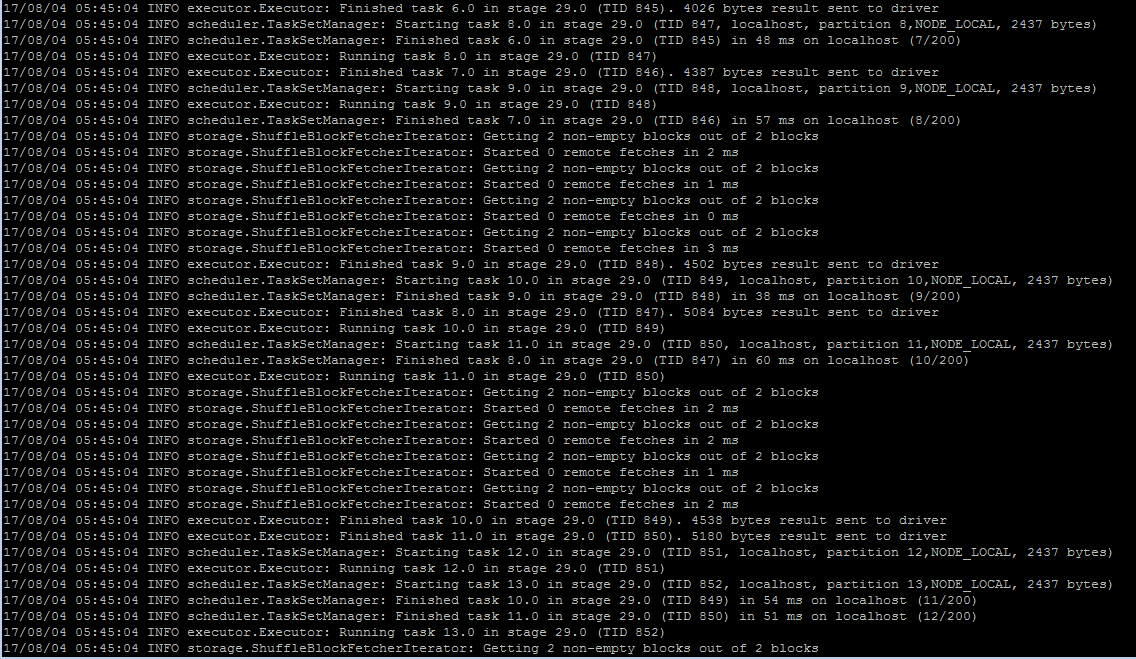 17/08/04 05:45:04 INFO executor.Executor: Finished task 6.0 in stage 29.0 (TID 845). 4026 bytes result sent to driver
17/08/04 05:45:04 INFO scheduler.TaskSetManager: Starting task 8.0 in stage 29.0 (TID 847, localhost, partition 8,NODE_LOCAL, 2437 bytes)
17/08/04 05:45:04 INFO scheduler.TaskSetManager: Finished task 6.0 in stage 29.0 (TID 845) in 48 ms on localhost (7/200)
17/08/04 05:45:04 INFO executor.Executor: Running task 8.0 in stage 29.0 (TID 847)
17/08/04 05:45:04 INFO executor.Executor: Finished task 7.0 in stage 29.0 (TID 846). 4387 bytes result sent to driver
17/08/04 05:45:04 INFO scheduler.TaskSetManager: Starting task 9.0 in stage 29.0 (TID 848, localhost, partition 9,NODE_LOCAL, 2437 bytes)
17/08/04 05:45:04 INFO executor.Executor: Running task 9.0 in stage 29.0 (TID 848)
17/08/04 05:45:04 INFO scheduler.TaskSetManager: Finished task 7.0 in stage 29.0 (TID 846) in 57 ms on localhost (8/200)
17/08/04 05:45:04 INFO storage.ShuffleBlockFetcherIterator: Getting 2 non-empty blocks out of 2 blocks
17/08/04 05:45:04 INFO storage.ShuffleBlockFetcherIterator: Started 0 remote fetches in 2 ms
17/08/04 05:45:04 INFO storage.ShuffleBlockFetcherIterator: Getting 2 non-empty blocks out of 2 blocks
17/08/04 05:45:04 INFO storage.ShuffleBlockFetcherIterator: Started 0 remote fetches in 1 ms
17/08/04 05:45:04 INFO storage.ShuffleBlockFetcherIterator: Getting 2 non-empty blocks out of 2 blocks
17/08/04 05:45:04 INFO storage.ShuffleBlockFetcherIterator: Started 0 remote fetches in 0 ms
17/08/04 05:45:04 INFO storage.ShuffleBlockFetcherIterator: Getting 2 non-empty blocks out of 2 blocks
17/08/04 05:45:04 INFO storage.ShuffleBlockFetcherIterator: Started 0 remote fetches in 3 ms
17/08/04 05:45:04 INFO executor.Executor: Finished task 9.0 in stage 29.0 (TID 848). 4502 bytes result sent to driver
17/08/04 05:45:04 INFO scheduler.TaskSetManager: Starting task 10.0 in stage 29.0 (TID 849, localhost, partition 10,NODE_LOCAL, 2437 bytes)
17/08/04 05:45:04 INFO scheduler.TaskSetManager: Finished task 9.0 in stage 29.0 (TID 848) in 38 ms on localhost (9/200)
17/08/04 05:45:04 INFO executor.Executor: Finished task 8.0 in stage 29.0 (TID 847). 5084 bytes result sent to driver
17/08/04 05:45:04 INFO executor.Executor: Running task 10.0 in stage 29.0 (TID 849)
17/08/04 05:45:04 INFO scheduler.TaskSetManager: Starting task 11.0 in stage 29.0 (TID 850, localhost, partition 11,NODE_LOCAL, 2437 bytes)
17/08/04 05:45:04 INFO scheduler.TaskSetManager: Finished task 8.0 in stage 29.0 (TID 847) in 60 ms on localhost (10/200)
17/08/04 05:45:04 INFO executor.Executor: Running task 11.0 in stage 29.0 (TID 850)
17/08/04 05:45:04 INFO storage.ShuffleBlockFetcherIterator: Getting 2 non-empty blocks out of 2 blocks
17/08/04 05:45:04 INFO storage.ShuffleBlockFetcherIterator: Started 0 remote fetches in 2 ms
17/08/04 05:45:04 INFO storage.ShuffleBlockFetcherIterator: Getting 2 non-empty blocks out of 2 blocks
17/08/04 05:45:04 INFO storage.ShuffleBlockFetcherIterator: Started 0 remote fetches in 2 ms
17/08/04 05:45:04 INFO storage.ShuffleBlockFetcherIterator: Getting 2 non-empty blocks out of 2 blocks
17/08/04 05:45:04 INFO storage.ShuffleBlockFetcherIterator: Started 0 remote fetches in 1 ms
17/08/04 05:45:04 INFO storage.ShuffleBlockFetcherIterator: Getting 2 non-empty blocks out of 2 blocks
17/08/04 05:45:04 INFO storage.ShuffleBlockFetcherIterator: Started 0 remote fetches in 2 ms
17/08/04 05:45:04 INFO executor.Executor: Finished task 10.0 in stage 29.0 (TID 849). 4538 bytes result sent to driver
17/08/04 05:45:04 INFO executor.Executor: Finished task 11.0 in stage 29.0 (TID 850). 5180 bytes result sent to driver
17/08/04 05:45:04 INFO scheduler.TaskSetManager: Starting task 12.0 in stage 29.0 (TID 851, localhost, partition 12,NODE_LOCAL, 2437 bytes)
17/08/04 05:45:04 INFO executor.Executor: Running task 12.0 in stage 29.0 (TID 851)
17/08/04 05:45:04 INFO scheduler.TaskSetManager: Starting task 13.0 in stage 29.0 (TID 852, localhost, partition 13,NODE_LOCAL, 2437 bytes)
17/08/04 05:45:04 INFO scheduler.TaskSetManager: Finished task 10.0 in stage 29.0 (TID 849) in 54 ms on localhost (11/200)
17/08/04 05:45:04 INFO scheduler.TaskSetManager: Finished task 11.0 in stage 29.0 (TID 850) in 51 ms on localhost (12/200)
17/08/04 05:45:04 INFO executor.Executor: Running task 13.0 in stage 29.0 (TID 852)
17/08/04 05:45:04 INFO storage.ShuffleBlockFetcherIterator: Getting 2 non-empty blocks out of 2 blocks